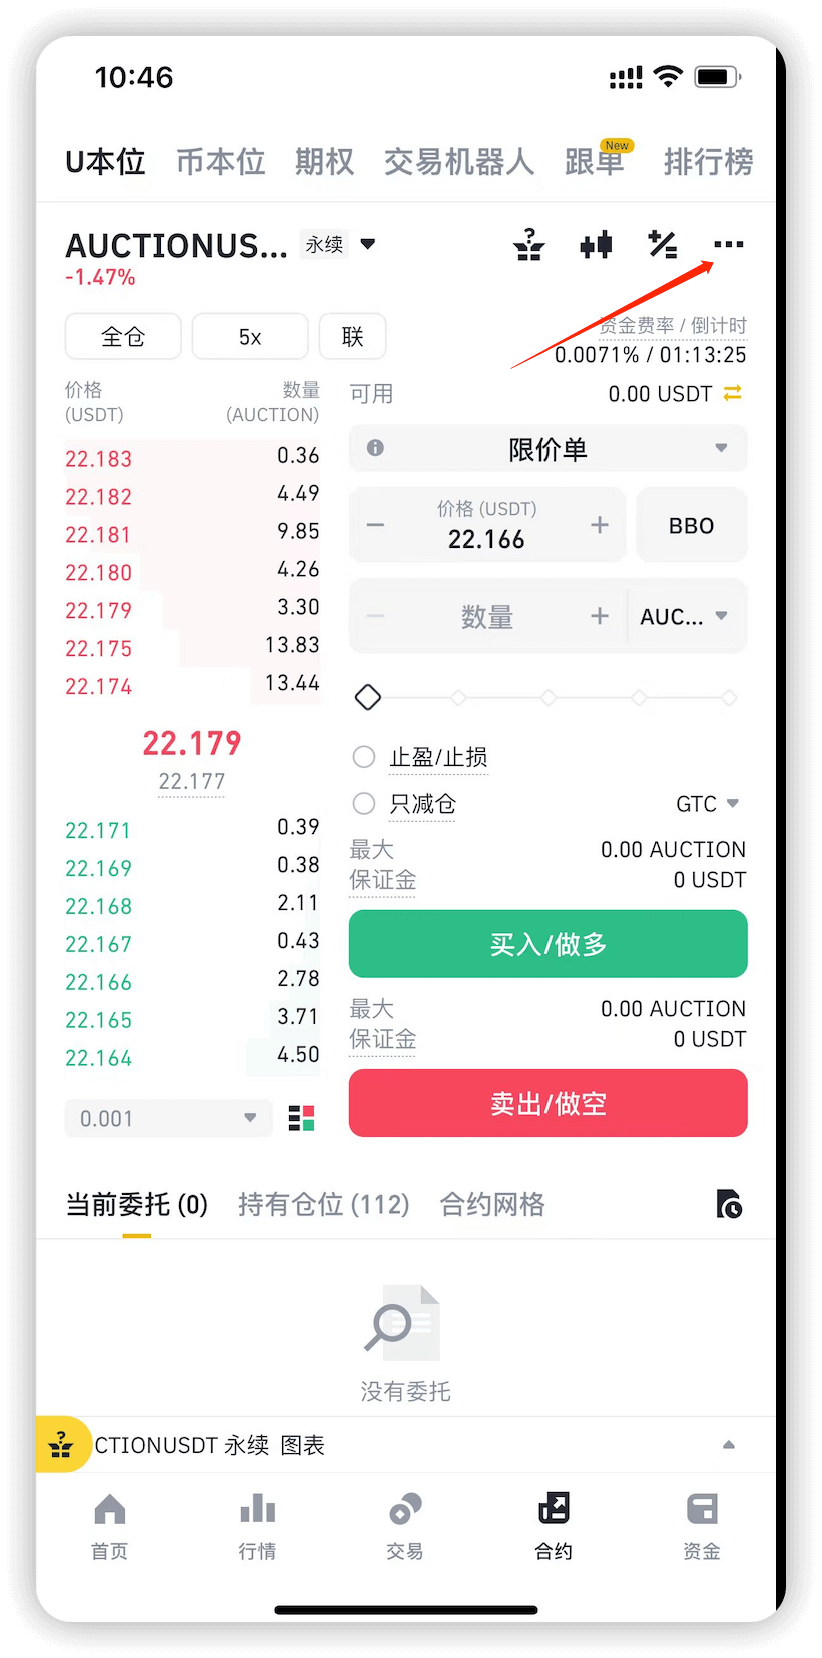 10:46
U本位 币本位 期权 交易机器人 跟单 New 排行榜
AUCTIONUS... 永续
-1.47%
全仓 5x 联
资金费率 / 倒计时
0.0071% / 01:13:25
价格 数量
(USDT) (AUCTION)
22.183 0.36
22.182 4.49
22.181 9.85
22.180 4.26
22.179 3.30
22.175 13.83
22.174 13.44
22.179
22.177
22.171 0.39
22.169 0.38
22.168 2.11
22.167 0.43
22.166 2.78
22.165 3.71
22.164 4.50
0.001
可用 0.00 USDT
限价单
价格 (USDT)
22.166
BBO
数量 AUC...
止盈/止损
只减仓 GTC
最大 0.00 AUCTION
保证金 0 USDT
买入/做多
最大 0.00 AUCTION
保证金 0 USDT
卖出/做空
当前委托 (0) 持有仓位 (112) 合约网格
没有委托
CTIONUSDT 永续 图表
首页 行情 交易 合约 资金